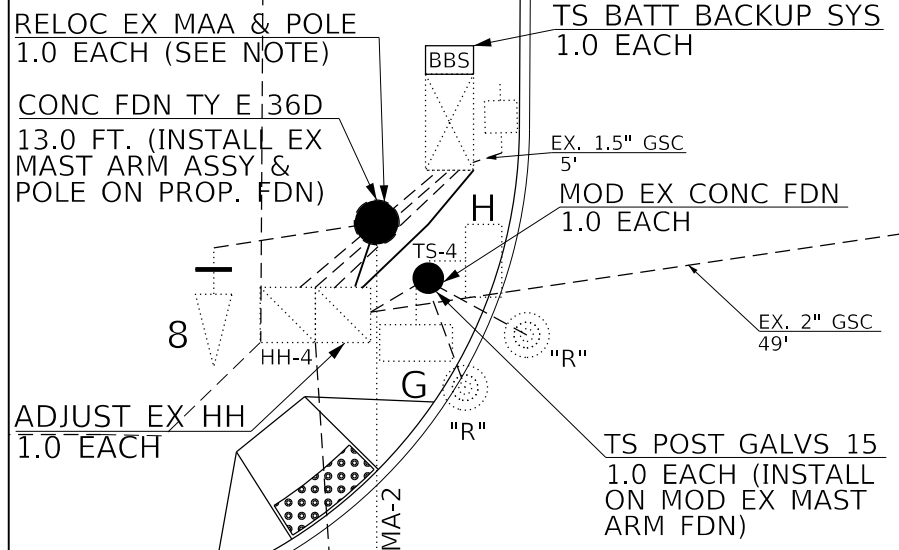 RELOC EX MAA & POLE
1.0 EACH (SEE NOTE)
TS BATT BACKUP SYS
1.0 EACH
BBS
CONC FDN TY E 36D
13.0 FT. (INSTALL EX
MAST ARM ASSY &
POLE ON PROP. FDN)
EX. 1.5" GSC
5'
MOD EX CONC FDN
1.0 EACH
H
TS-4
8
HH-4
EX. 2" GSC
49'
"R"
G
"R"
ADJUST EX HH
1.0 EACH
TS POST GALVS 15
1.0 EACH (INSTALL
ON MOD EX MAST
ARM FDN)
MA-2